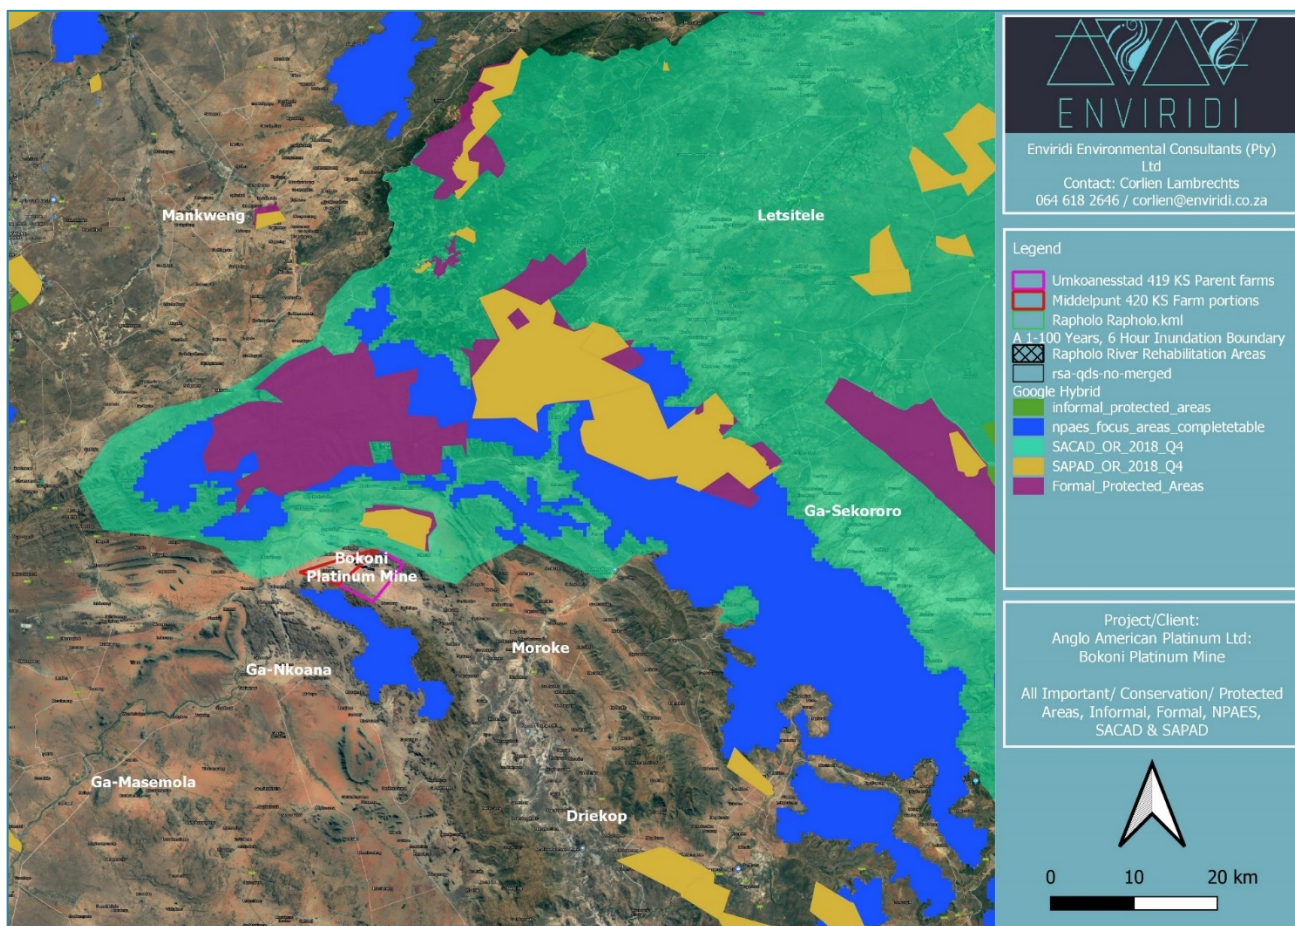 Mankweng
Letsitele
Ga-Sekororo
Bokoni
Platinum Mine
Moroke
Ga-Nkoana
Ga-Masemola
Driekop
ENVIRIDI
Enviridi Environmental Consultants (Pty)
Ltd
Contact: Corlien Lambrechts
064 618 2646 / corlien@enviridi.co.za
Legend
Umkoanesstad 419 KS Parent farms
Middelpunt 420 KS Farm portions
Rapholo Rapholo.kml
A 1-100 Years, 6 Hour Inundation Boundary
Rapholo River Rehabilitation Areas
rsa-qds-no-merged
Google Hybrid
informal_protected_areas
npaes_focus_areas_completetable
SACAD_OR_2018_Q4
SAPAD_OR_2018_Q4
Formal_Protected_Areas
Project/Client:
Anglo American Platinum Ltd:
Bokoni Platinum Mine
All Important/ Conservation/ Protected
Areas, Informal, Formal, NPAES,
SACAD & SAPAD
0 10 20 km